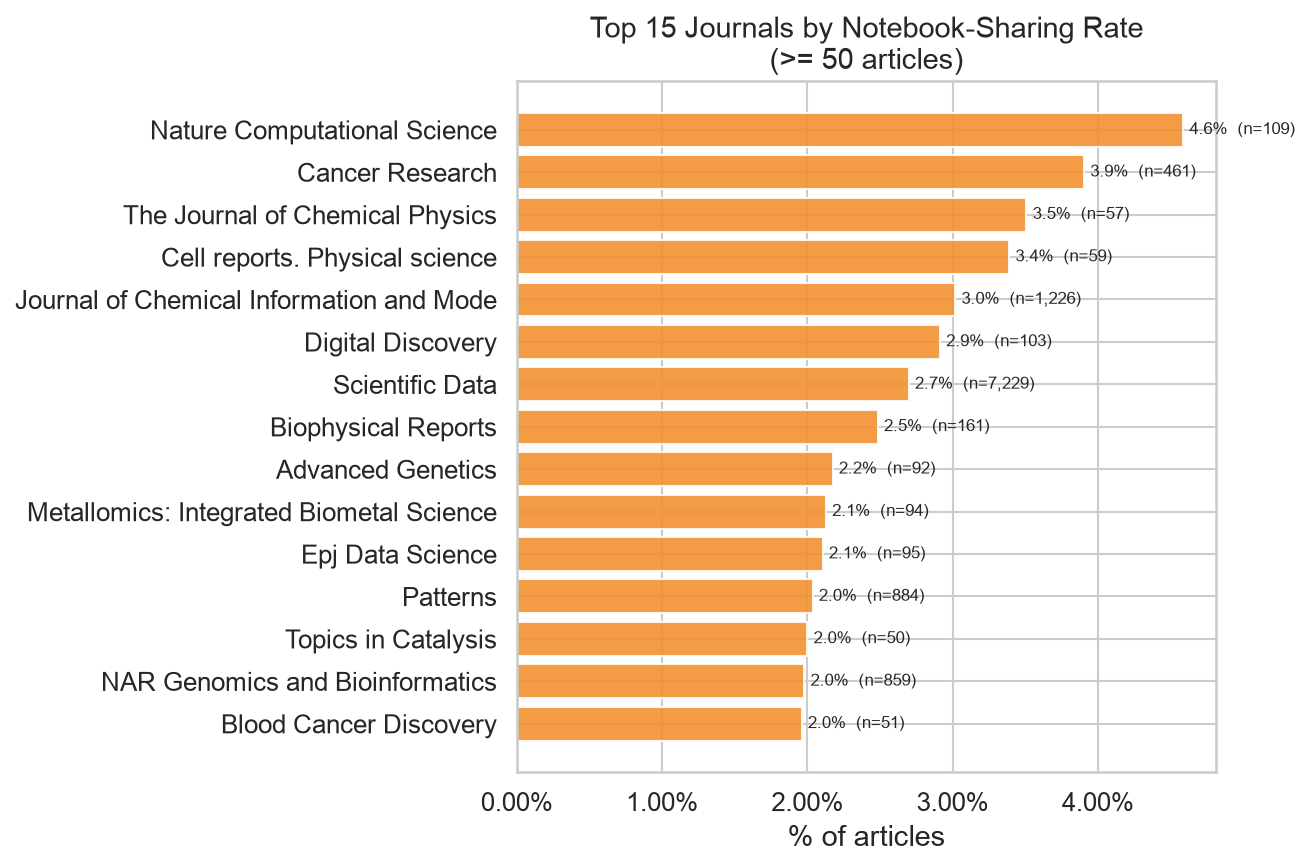 Top 15 Journals by Notebook-Sharing Rate
(>= 50 articles)
Nature Computational Science 4.6% (n=109)
Cancer Research 3.9% (n=461)
The Journal of Chemical Physics 3.5% (n=57)
Cell reports. Physical science 3.4% (n=59)
Journal of Chemical Information and Mode 3.0% (n=1,226)
Digital Discovery 2.9% (n=103)
Scientific Data 2.7% (n=7,229)
Biophysical Reports 2.5% (n=161)
Advanced Genetics 2.2% (n=92)
Metallomics: Integrated Biometal Science 2.1% (n=94)
Epj Data Science 2.1% (n=95)
Patterns 2.0% (n=884)
Topics in Catalysis 2.0% (n=50)
NAR Genomics and Bioinformatics 2.0% (n=859)
Blood Cancer Discovery 2.0% (n=51)
0.00% 1.00% 2.00% 3.00% 4.00%
% of articles